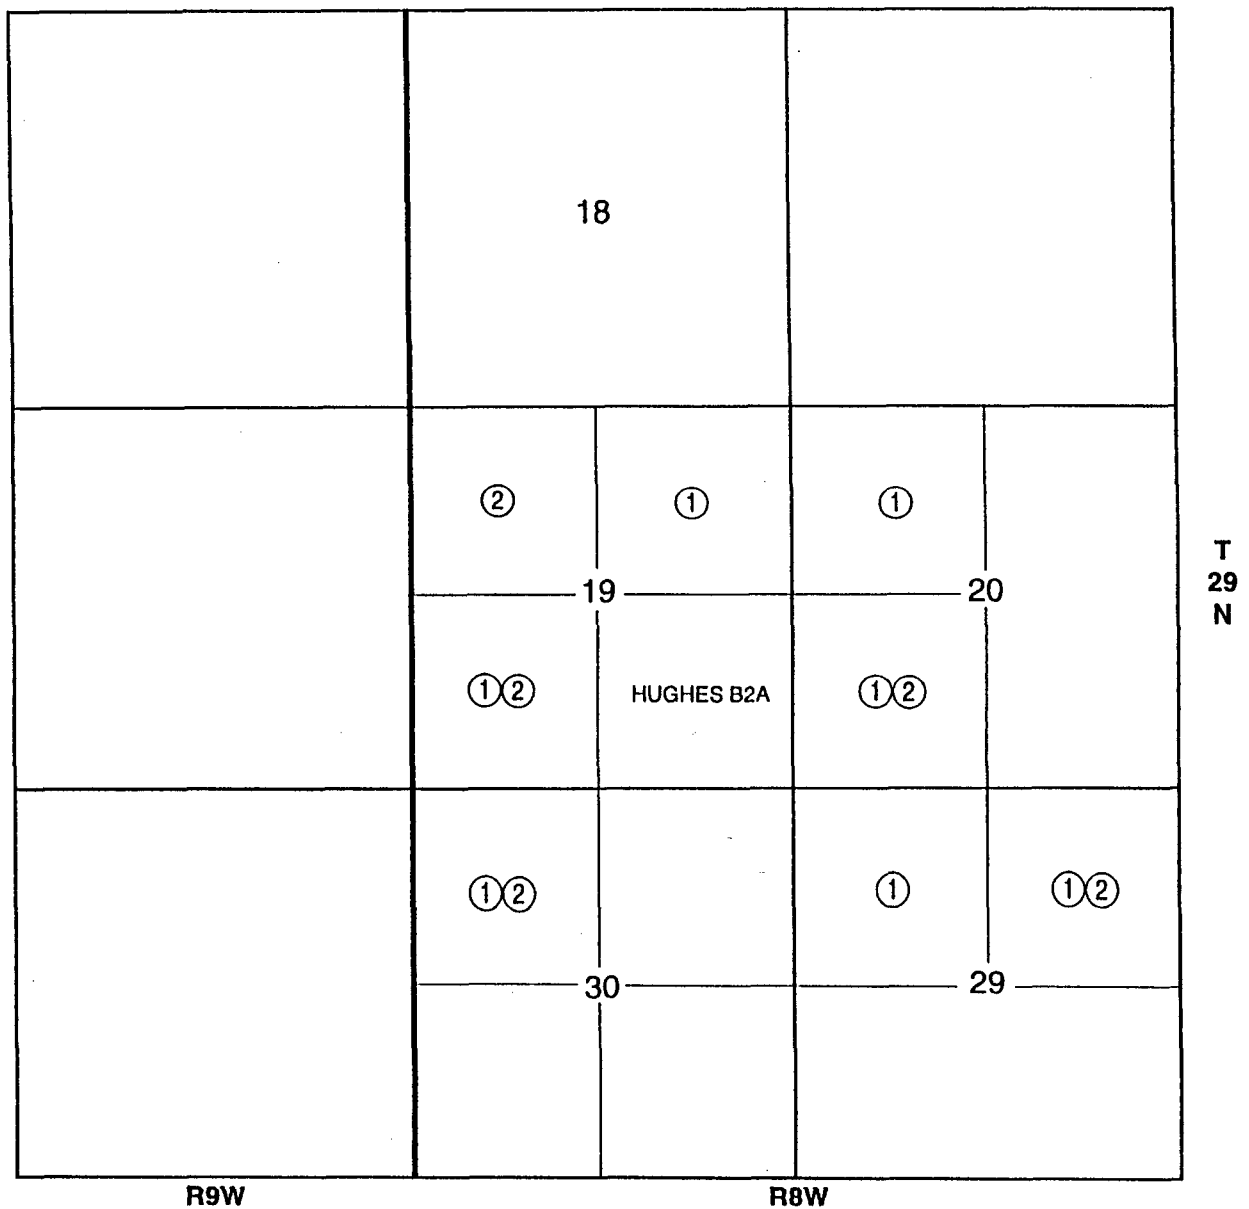 18
② ① ①
T
29
N
19 20
①② HUGHES B2A ①②
①② ① ①②
30 29
R9W R8W